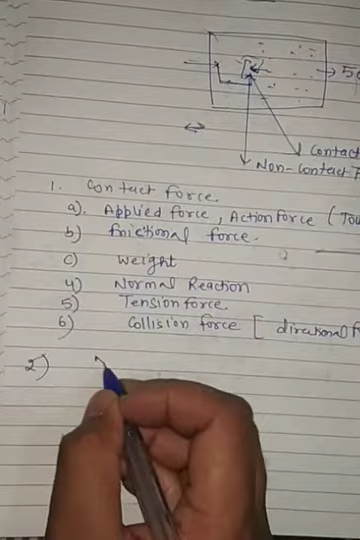 contact
Non-contact F
1. Contact force.
a). Applied force, Action force ( Tou
b) frictional force.
c) weight
4) Normal Reaction
5) Tension force
6) Collision force [ directional f
2)